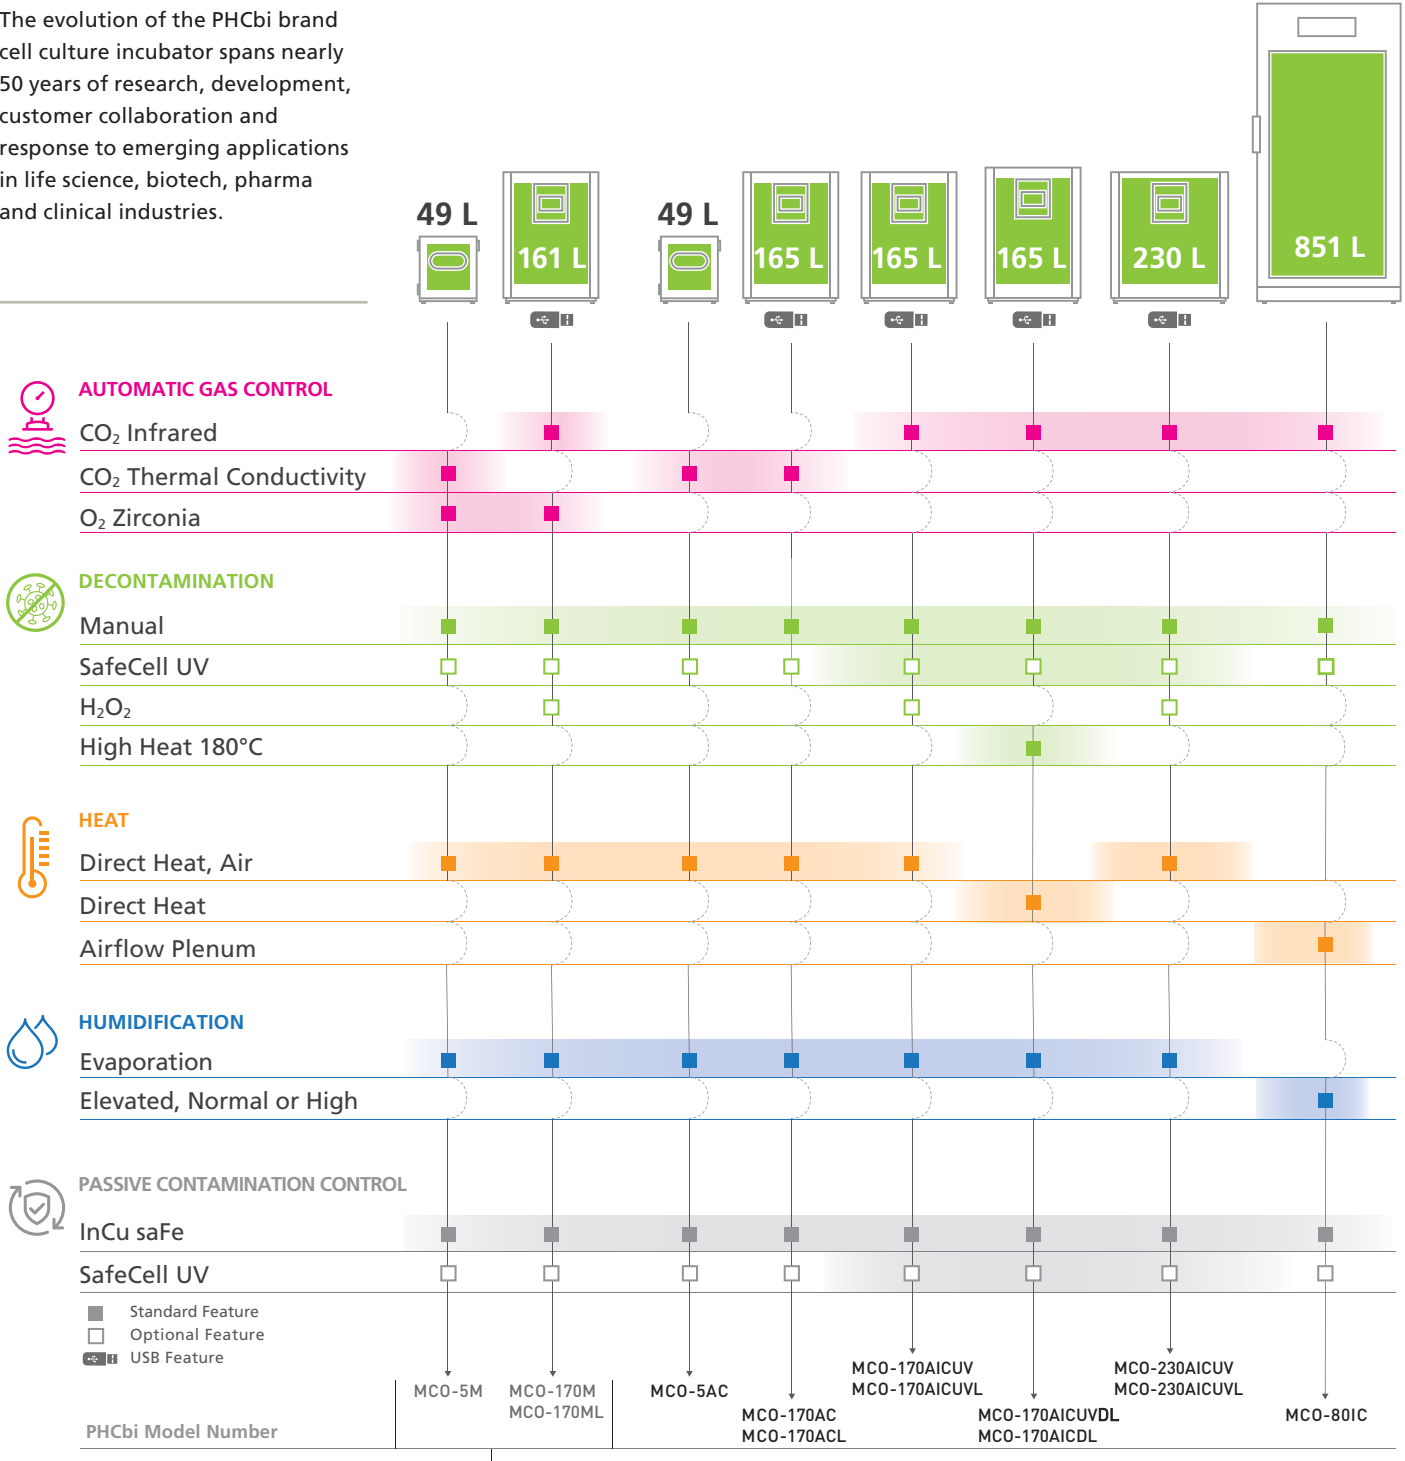 The evolution of the PHCbi brand
cell culture incubator spans nearly
50 years of research, development,
customer collaboration and
response to emerging applications
in life science, biotech, pharma
and clinical industries.
49 L
161 L
49 L
165 L
165 L
165 L
230 L
851 L
AUTOMATIC GAS CONTROL
CO₂ Infrared
CO₂ Thermal Conductivity
O₂ Zirconia
DECONTAMINATION
Manual
SafeCell UV
H₂O₂
High Heat 180°C
HEAT
Direct Heat, Air
Direct Heat
Airflow Plenum
HUMIDIFICATION
Evaporation
Elevated, Normal or High
PASSIVE CONTAMINATION CONTROL
InCu saFe
SafeCell UV
Standard Feature
Optional Feature
USB Feature
PHCbi Model Number
MCO-5M
MCO-170M
MCO-170ML
MCO-5AC
MCO-170AC
MCO-170ACL
MCO-170AICUV
MCO-170AICUVL
MCO-170AICUVDL
MCO-170AICDL
MCO-230AICUV
MCO-230AICUVL
MCO-80IC